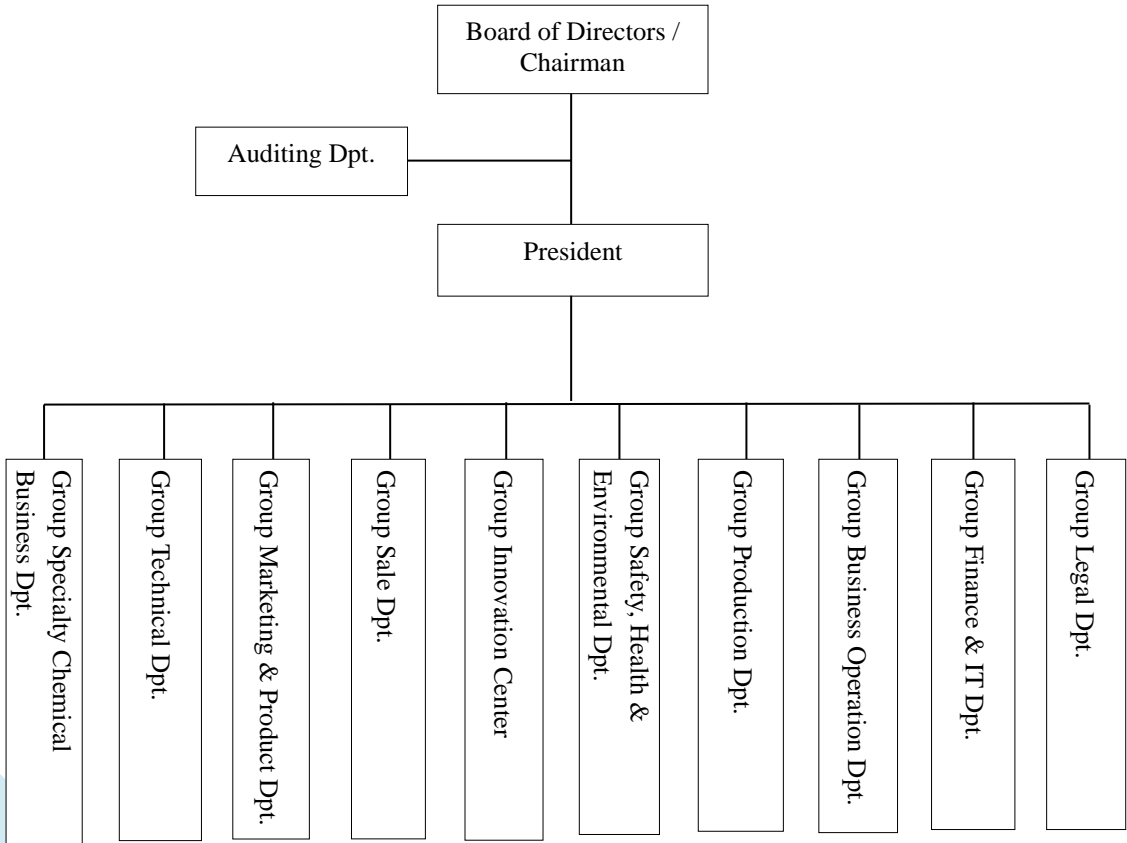 Board of Directors /
Chairman
Auditing Dpt.
President
Group Specialty Chemical
Business Dpt.
Group Technical Dpt.
Group Marketing & Product Dpt.
Group Sale Dpt.
Group Innovation Center
Group Safety, Health &
Environmental Dpt.
Group Production Dpt.
Group Business Operation Dpt.
Group Finance & IT Dpt.
Group Legal Dpt.